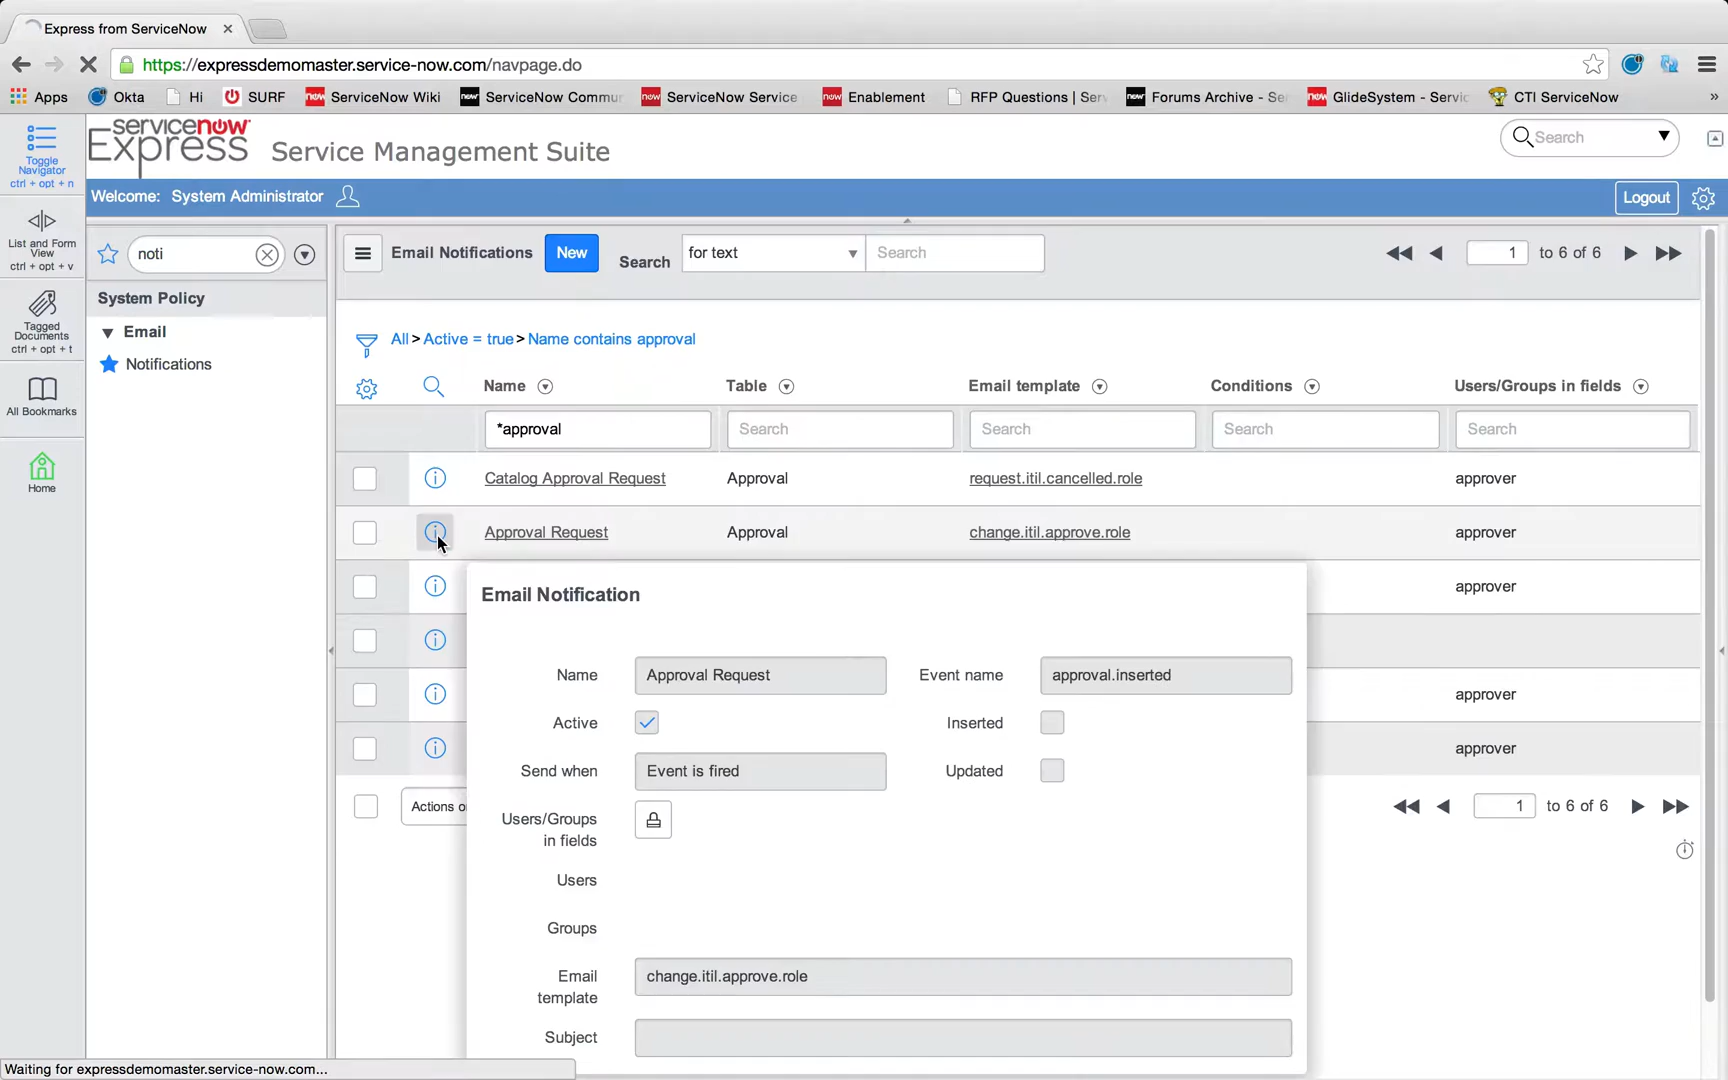 Express from ServiceNow
https://expressdemomaster.service-now.com/navpage.do
Apps Okta Hi SURF ServiceNow Wiki ServiceNow Commun ServiceNow Service Enablement RFP Questions | Serv Forums Archive - Se GlideSystem - Servic CTI ServiceNow »
servicenow
Express Service Management Suite
Search
Toggle
Navigator
ctrl + opt + n
Welcome: System Administrator
Logout
List and Form
View
ctrl + opt + v
noti
Email Notifications New Search for text Search 1 to 6 of 6
System Policy
Email
Notifications
Tagged
Documents
ctrl + opt + t
All Bookmarks
Home
All > Active = true > Name contains approval
Name Table Email template Conditions Users/Groups in fields
*approval Search Search Search Search
Catalog Approval Request Approval request.itil.cancelled.role approver
Approval Request Approval change.itil.approve.role approver
approver
approver
approver
Email Notification
Name Approval Request Event name approval.inserted
Active Inserted
Send when Event is fired Updated
Users/Groups
in fields
Users
Groups
Email
template
change.itil.approve.role
Subject
Actions o
1 to 6 of 6
Waiting for expressdemomaster.service-now.com...